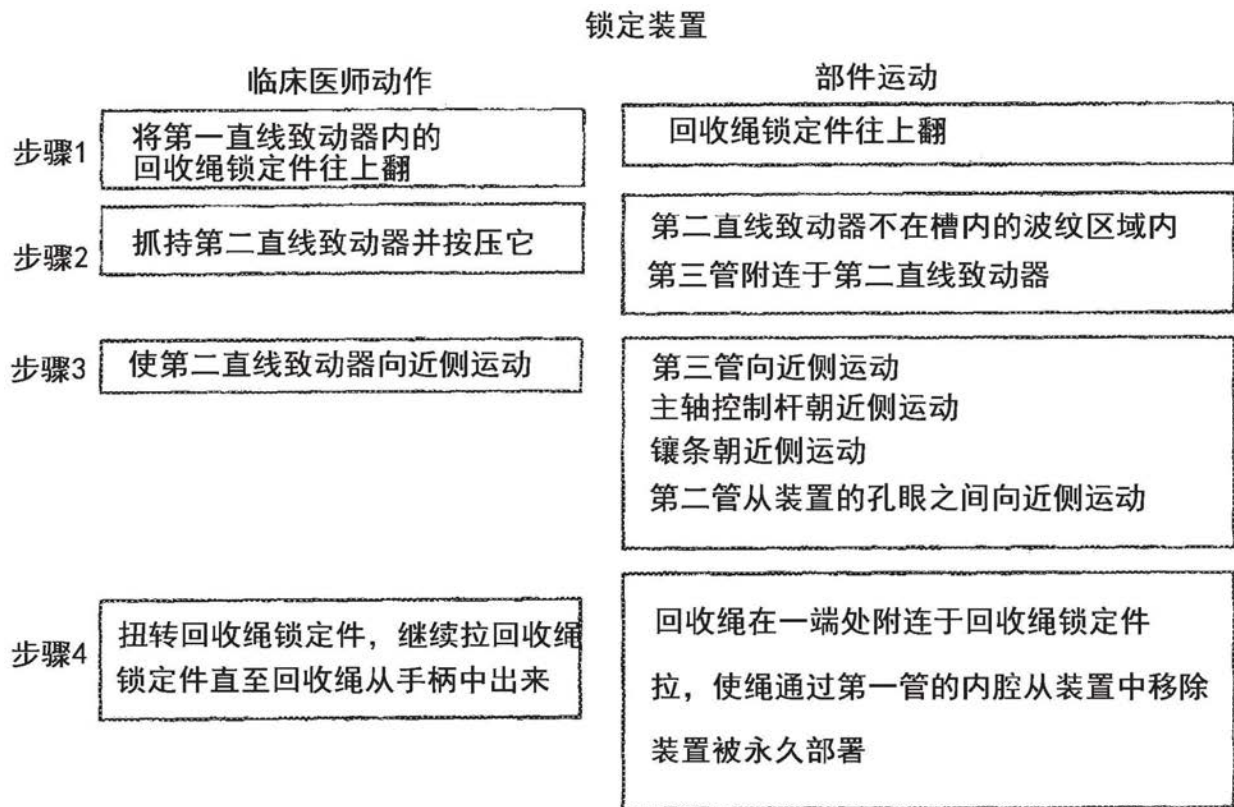 锁定装置
临床医师动作
部件运动
步骤1
将第一直线致动器内的
回收绳锁定件往上翻
回收绳锁定件往上翻
步骤2
抓持第二直线致动器并按压它
第二直线致动器不在槽内的波纹区域内
第三管附连于第二直线致动器
步骤3
使第二直线致动器向近侧运动
第三管向近侧运动
主轴控制杆朝近侧运动
镶条朝近侧运动
第二管从装置的孔眼之间向近侧运动
步骤4
扭转回收绳锁定件，继续拉回收绳
锁定件直至回收绳从手柄中出来
回收绳在一端处附连于回收绳锁定件
拉，使绳通过第一管的内腔从装置中移除
装置被永久部署